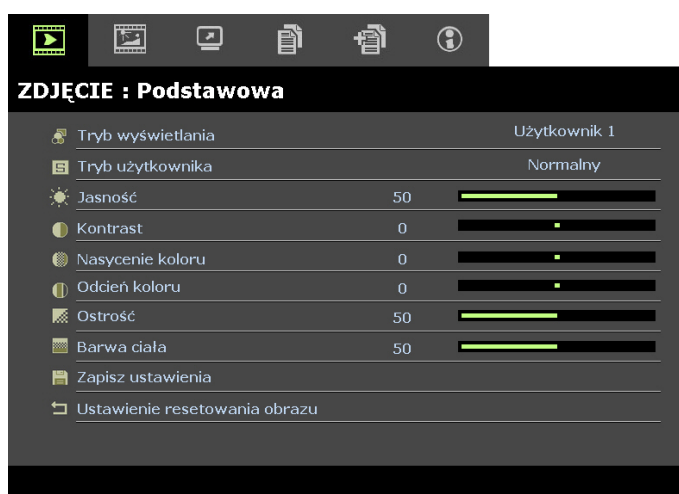 ZDJĘCIE : Podstawowa
Tryb wyświetlania Użytkownik 1
Tryb użytkownika Normalny
Jasność 50
Kontrast 0
Nasycenie koloru 0
Odcień koloru 0
Ostrość 50
Barwa ciała 50
Zapisz ustawienia
Ustawienie resetowania obrazu